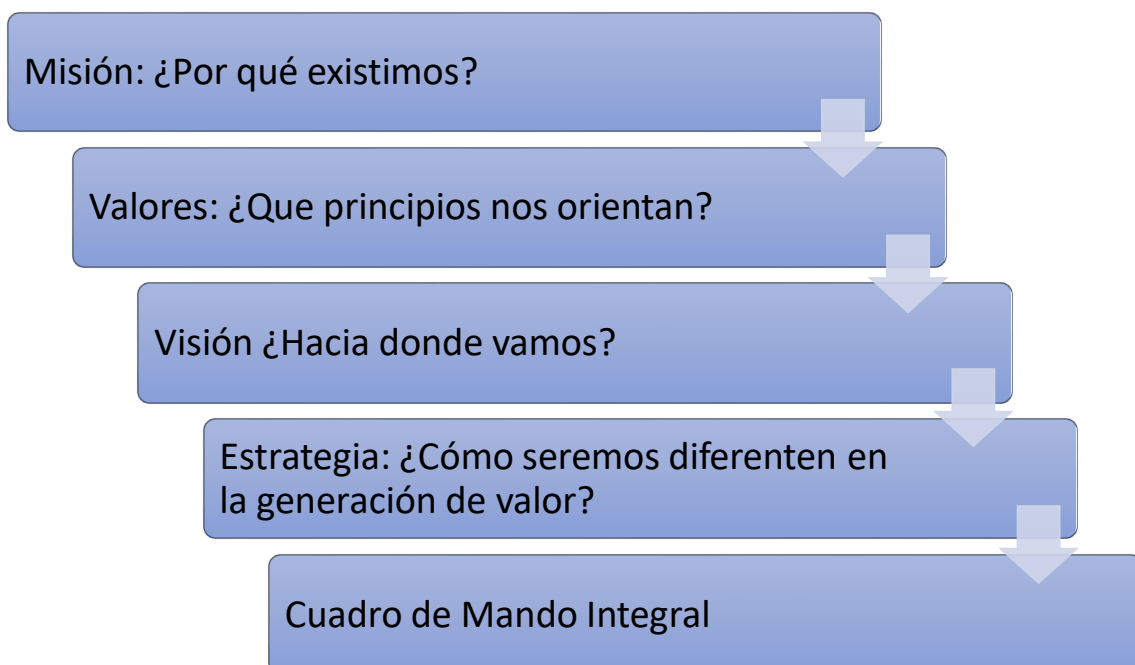 Misión: ¿Por qué existimos?
Valores: ¿Que principios nos orientan?
Visión ¿Hacia donde vamos?
Estrategia: ¿Cómo seremos diferenten en
la generación de valor?
Cuadro de Mando Integral